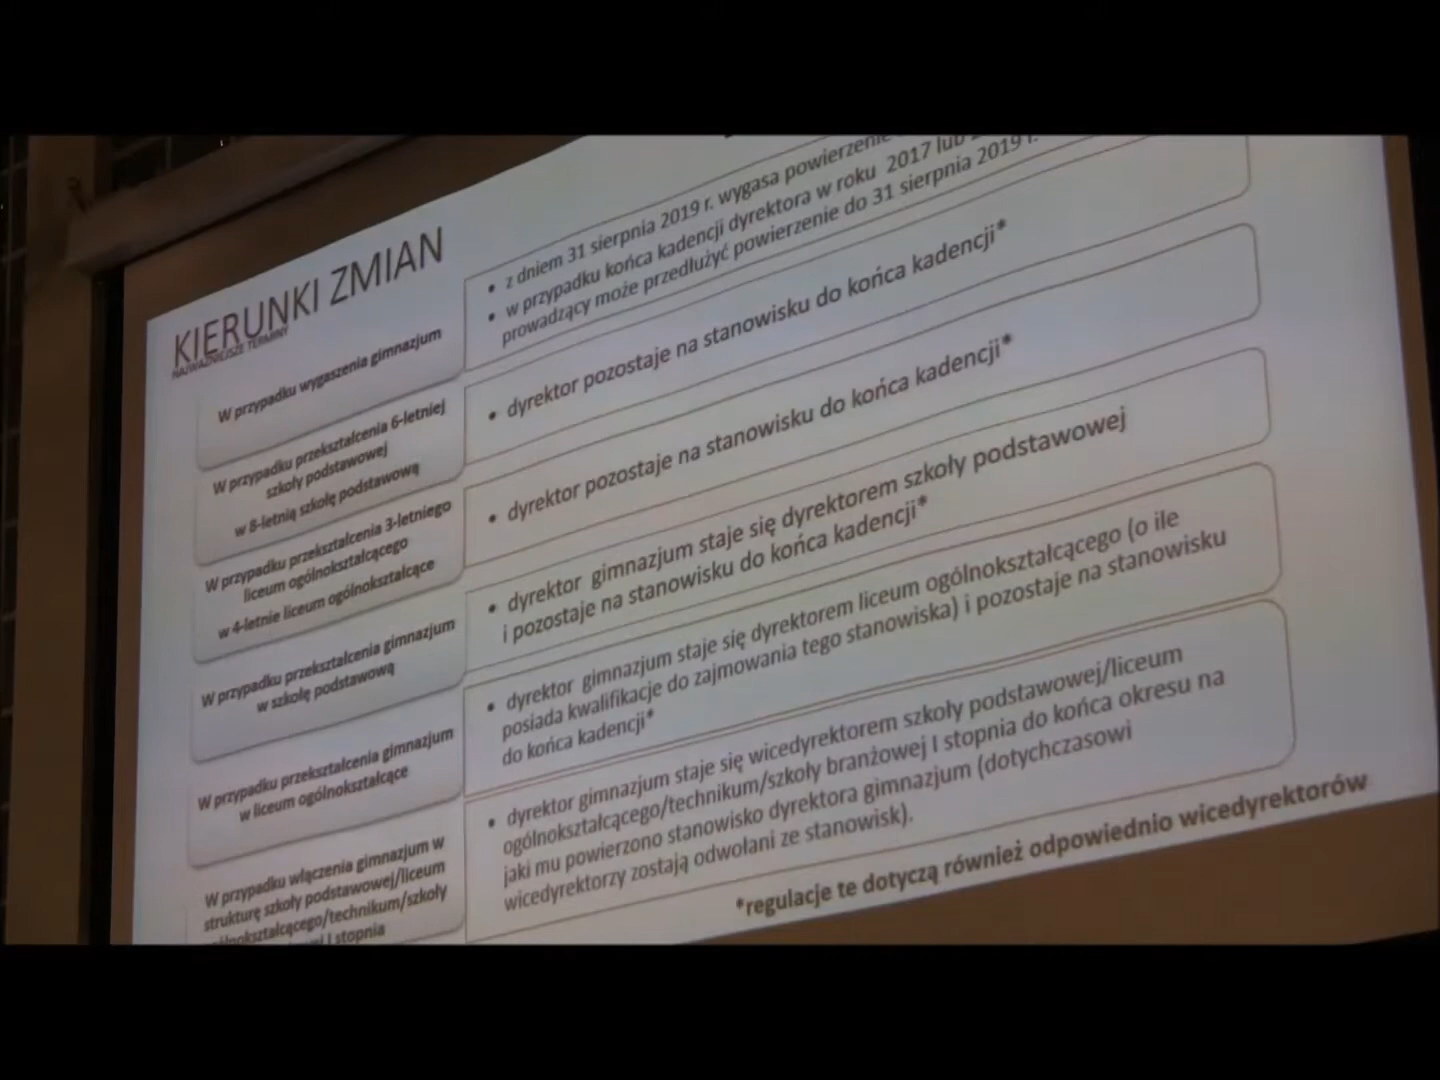 KIERUNKI ZMIAN
NAJWAŻNIEJSZE TERMINY
W przypadku wygaszenia gimnazjum
• z dniem 31 sierpnia 2019 r. wygasa powierzenie
• w przypadku końca kadencji dyrektora w roku 2017 lub
prowadzący może przedłużyć powierzenie do 31 sierpnia 2019 r.
W przypadku przekształcenia 6-letniej
szkoły podstawowej
w 8-letnią szkołę podstawową
• dyrektor pozostaje na stanowisku do końca kadencji*
W przypadku przekształcenia 3-letniego
liceum ogólnokształcącego
w 4-letnie liceum ogólnokształcące
• dyrektor pozostaje na stanowisku do końca kadencji*
W przypadku przekształcenia gimnazjum
w szkołę podstawową
• dyrektor gimnazjum staje się dyrektorem szkoły podstawowej
i pozostaje na stanowisku do końca kadencji*
W przypadku przekształcenia gimnazjum
w liceum ogólnokształcące
• dyrektor gimnazjum staje się dyrektorem liceum ogólnokształcącego (o ile
posiada kwalifikacje do zajmowania tego stanowiska) i pozostaje na stanowisku
do końca kadencji*
W przypadku włączenia gimnazjum w
strukturę szkoły podstawowej/liceum
ogólnokształcącego/technikum/szkoły
I stopnia
• dyrektor gimnazjum staje się wicedyrektorem szkoły podstawowej/liceum
ogólnokształcącego/technikum/szkoły branżowej I stopnia do końca okresu na
jaki mu powierzono stanowisko dyrektora gimnazjum (dotychczasowi
wicedyrektorzy zostają odwołani ze stanowisk).
*regulacje te dotyczą również odpowiednio wicedyrektorów